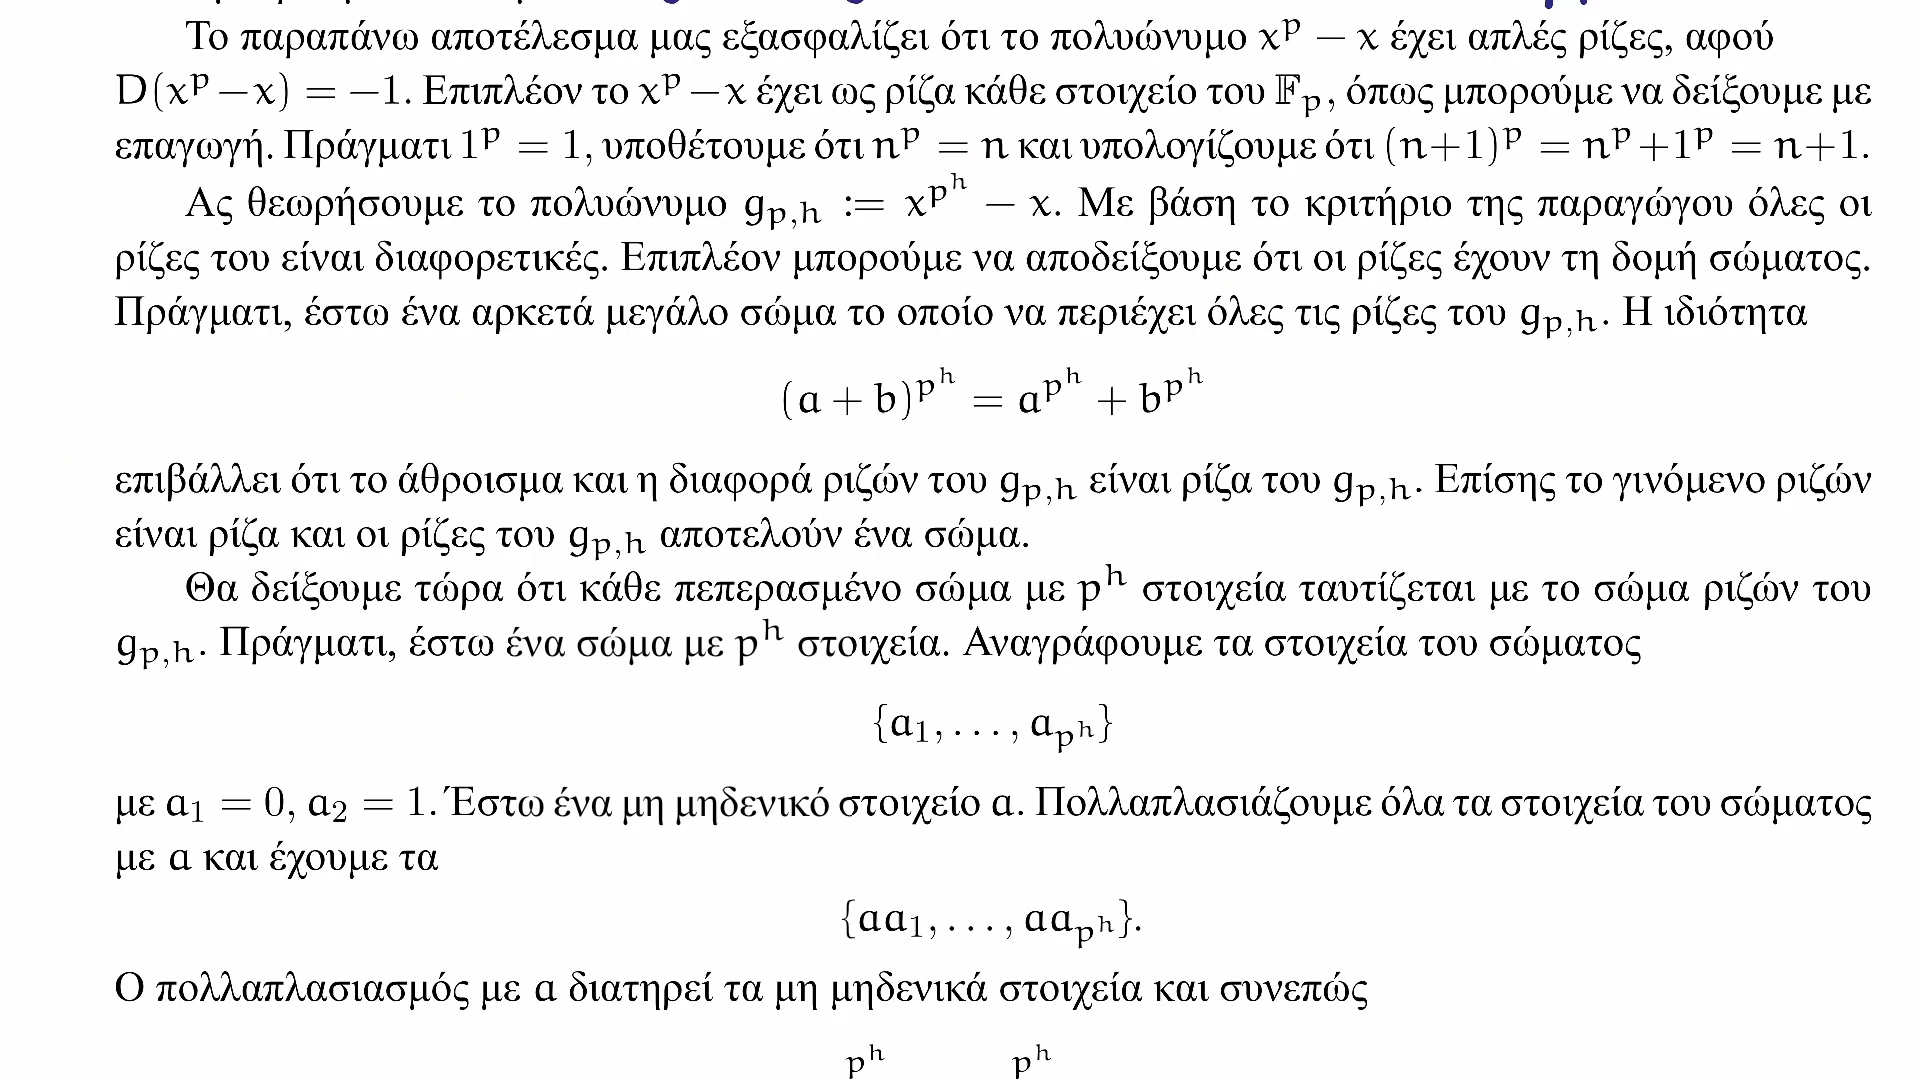 Το παραπάνω αποτέλεσμα μας εξασφαλίζει ότι το πολυώνυμο x^p − x έχει απλές ρίζες, αφού
D(x^p − x) = −1. Επιπλέον το x^p − x έχει ως ρίζα κάθε στοιχείο του 𝔽_p, όπως μπορούμε να δείξουμε με
επαγωγή. Πράγματι 1^p = 1, υποθέτουμε ότι n^p = n και υπολογίζουμε ότι (n+1)^p = n^p+1^p = n+1.
Ας θεωρήσουμε το πολυώνυμο g_{p,h} := x^{p^h} − x. Με βάση το κριτήριο της παραγώγου όλες οι
ρίζες του είναι διαφορετικές. Επιπλέον μπορούμε να αποδείξουμε ότι οι ρίζες έχουν τη δομή σώματος.
Πράγματι, έστω ένα αρκετά μεγάλο σώμα το οποίο να περιέχει όλες τις ρίζες του g_{p,h}. Η ιδιότητα
(a + b)^{p^h} = a^{p^h} + b^{p^h}
επιβάλλει ότι το άθροισμα και η διαφορά ριζών του g_{p,h} είναι ρίζα του g_{p,h}. Επίσης το γινόμενο ριζών
είναι ρίζα και οι ρίζες του g_{p,h} αποτελούν ένα σώμα.
Θα δείξουμε τώρα ότι κάθε πεπερασμένο σώμα με p^h στοιχεία ταυτίζεται με το σώμα ριζών του
g_{p,h}. Πράγματι, έστω ένα σώμα με p^h στοιχεία. Αναγράφουμε τα στοιχεία του σώματος
{a_1, . . . , a_{p^h}}
με a_1 = 0, a_2 = 1. Έστω ένα μη μηδενικό στοιχείο a. Πολλαπλασιάζουμε όλα τα στοιχεία του σώματος
με a και έχουμε τα
{aa_1, . . . , aa_{p^h}}.
Ο πολλαπλασιασμός με a διατηρεί τα μη μηδενικά στοιχεία και συνεπώς
p^h p^h